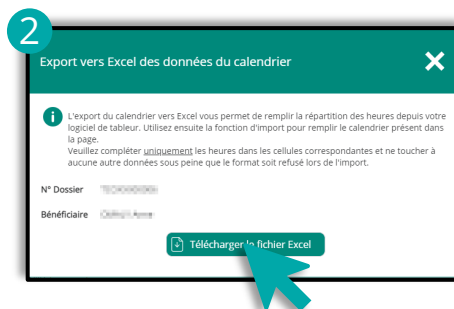 2
Export vers Excel des données du calendrier
L'export du calendrier vers Excel vous permet de remplir la répartition des heures depuis votre
logiciel de tableur. Utilisez ensuite la fonction d'import pour remplir le calendrier présent dans
la page.
Veuillez compléter uniquement les heures dans les cellules correspondantes et ne toucher à
aucune autre données sous peine que le format soit refusé lors de l'import.
N° Dossier
Bénéficiaire
Télécharger le fichier Excel